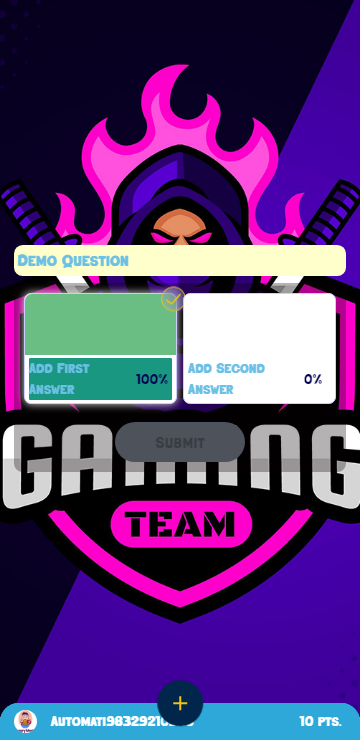 Demo Question
Add First
Answer
100%
Add Second
Answer
0%
Submit
GAMING
TEAM
+
10 PTS.